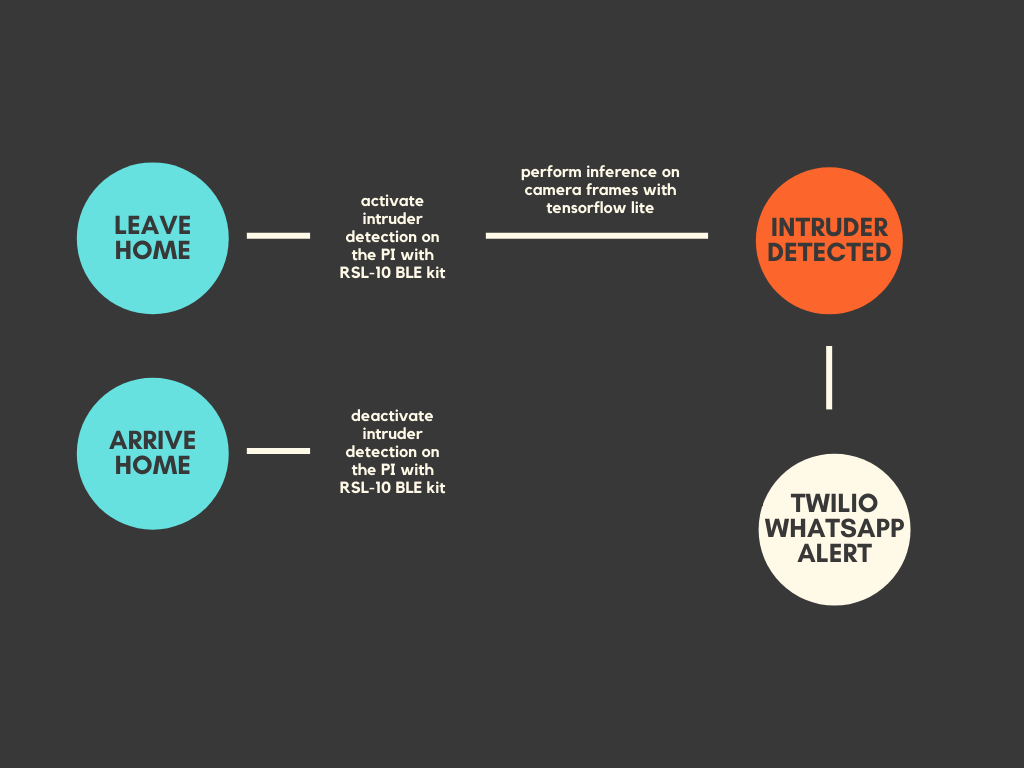 LEAVE
HOME
activate
intruder
detection on
the PI with
RSL-10 BLE kit
perform inference on
camera frames with
tensorflow lite
INTRUDER
DETECTED
ARRIVE
HOME
deactivate
intruder
detection on
the PI with
RSL-10 BLE kit
TWILIO
WHATSAPP
ALERT